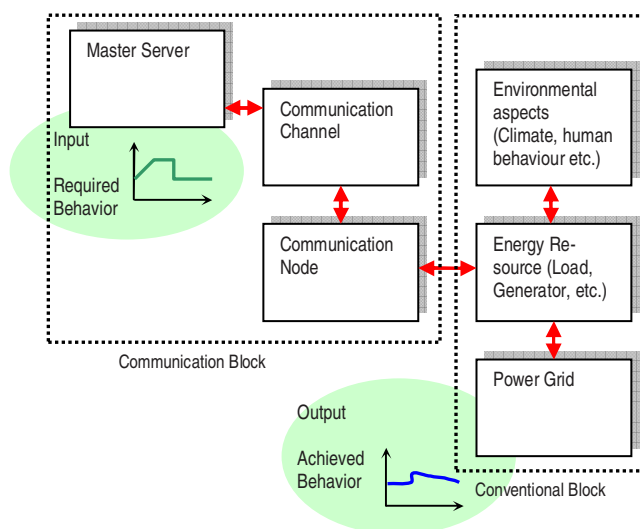 Master Server
Communication
Channel
Environmental
aspects
(Climate, human
behaviour etc.)
Input
Required
Behavior
Communication
Node
Energy Re-
source (Load,
Generator, etc.)
Communication Block
Power Grid
Output
Achieved
Behavior
Conventional Block